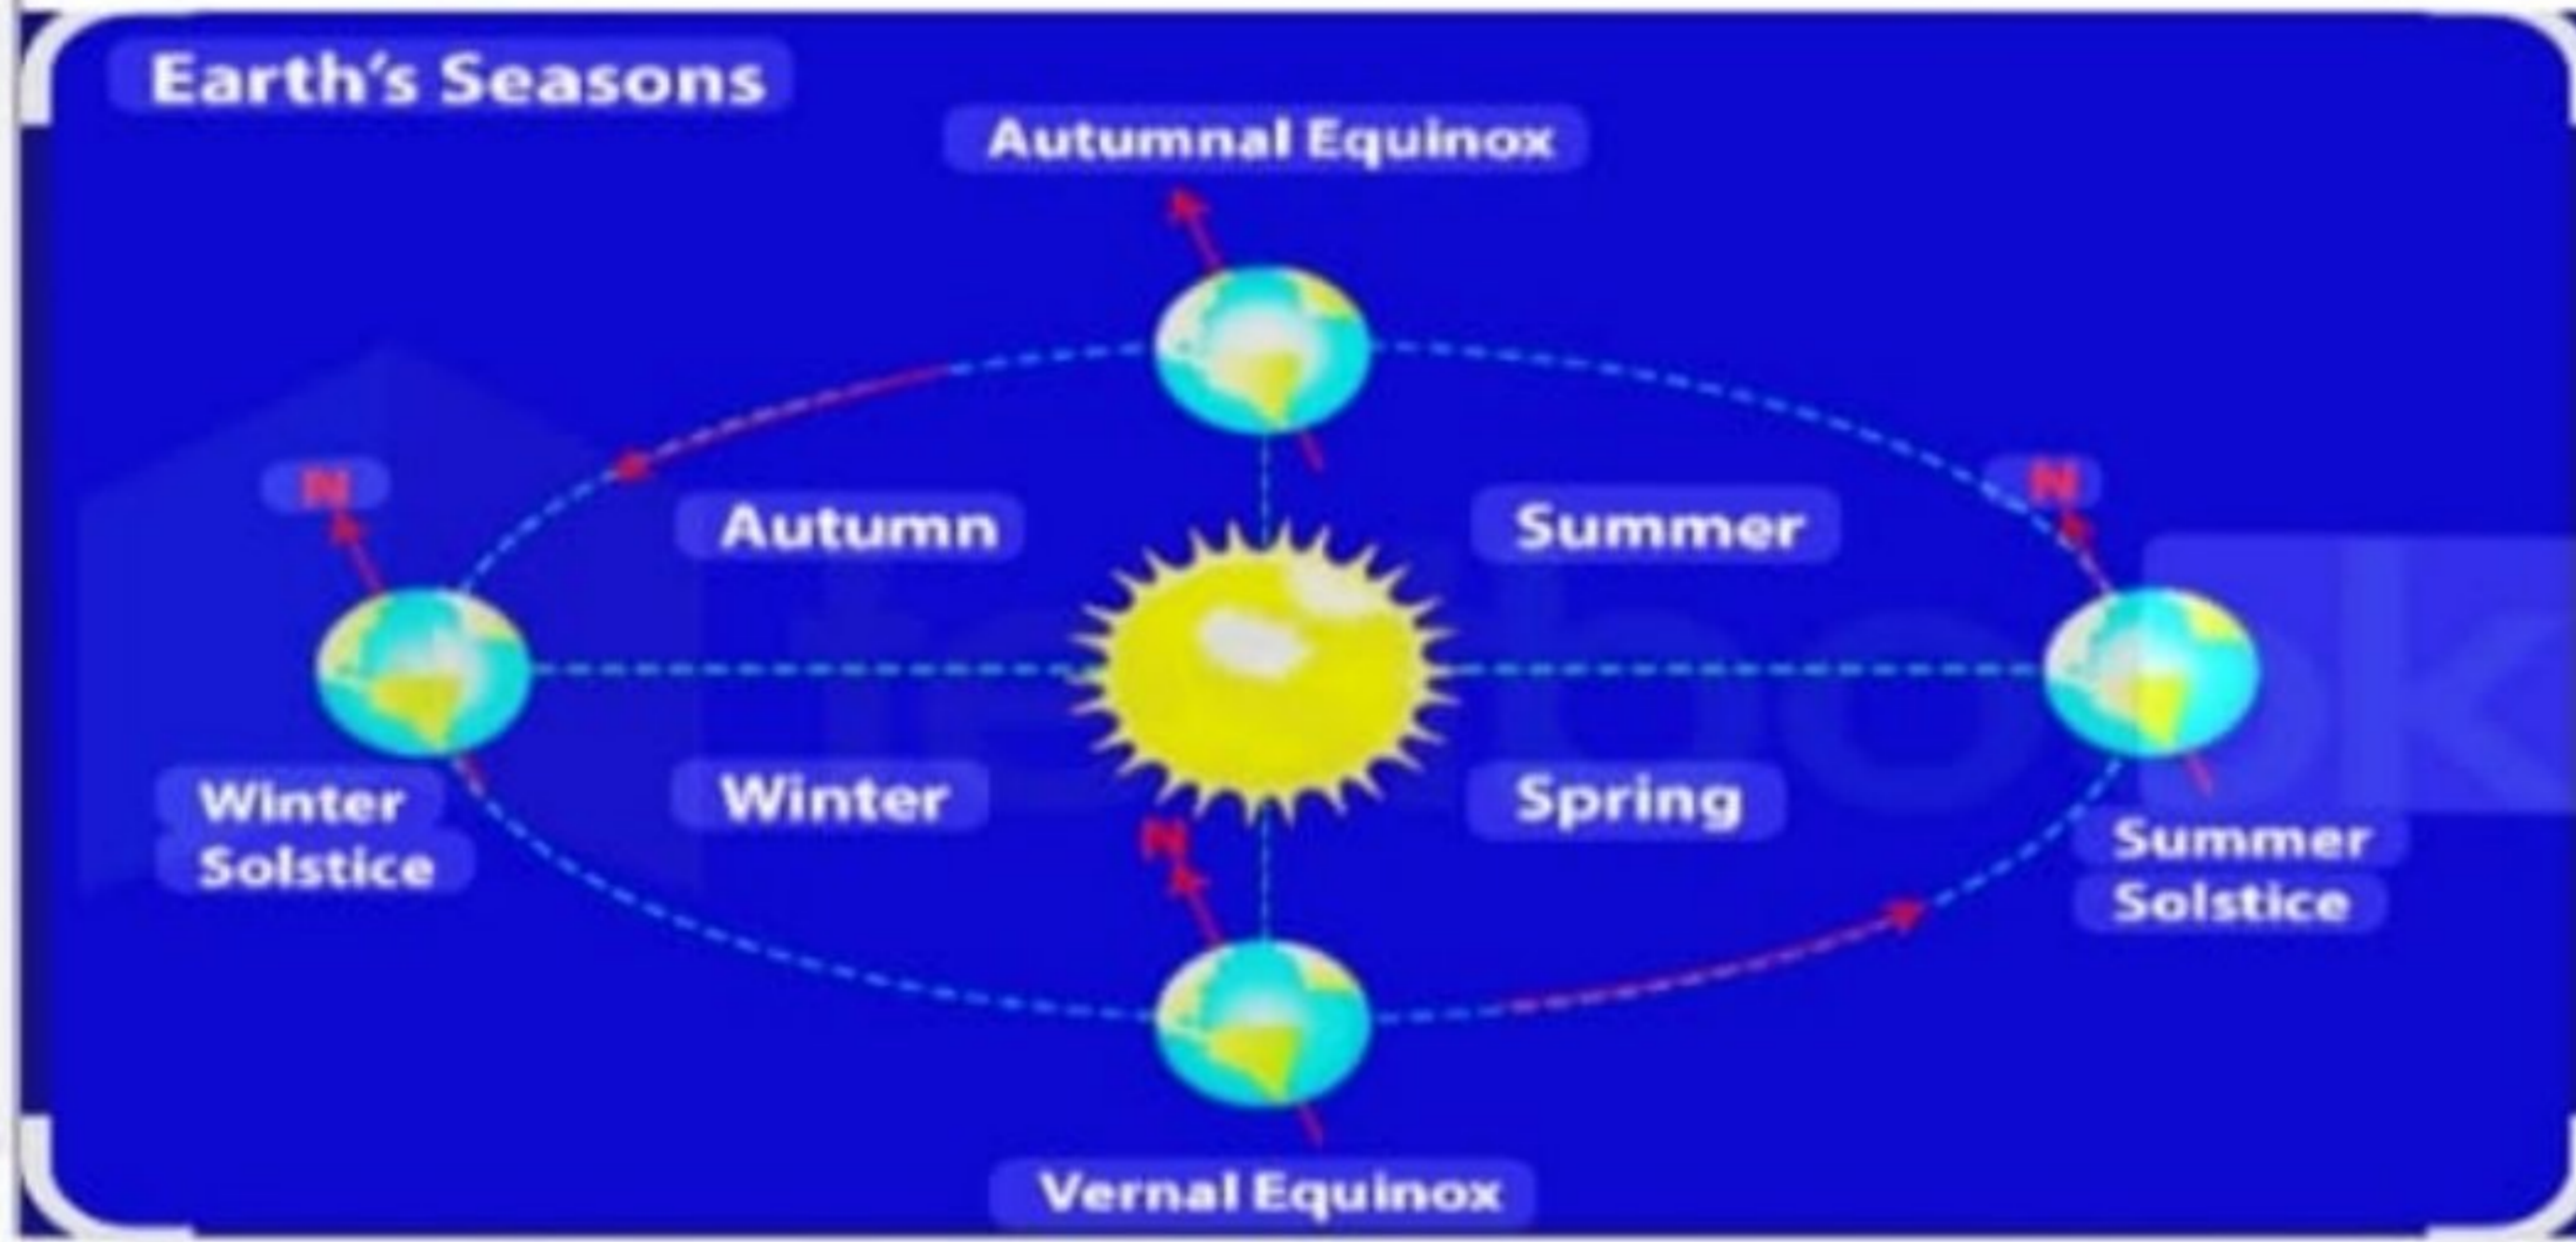 Earth's Seasons
Autumnal Equinox
N
N
Autumn
Summer
Winter
Solstice
Winter
Spring
N
Summer
Solstice
Vernal Equinox